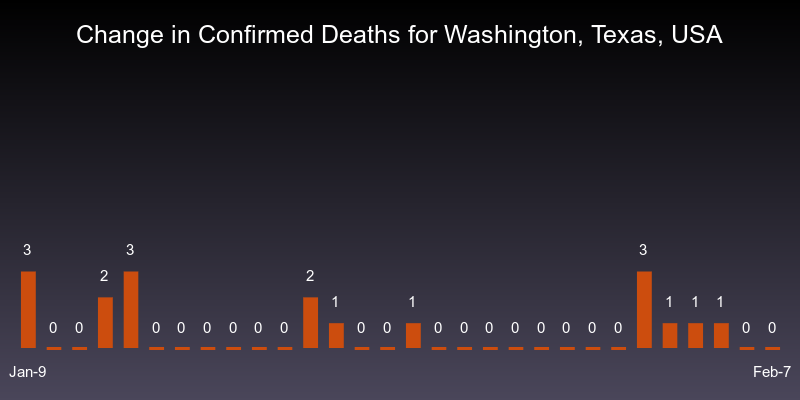 Change in Confirmed Deaths for Washington, Texas, USA
3 0 0 2 3 0 0 0 0 0 0 2 1 0 0 1 0 0 0 0 0 0 0 0 3 1 1 1 0 0
Jan-9 Feb-7